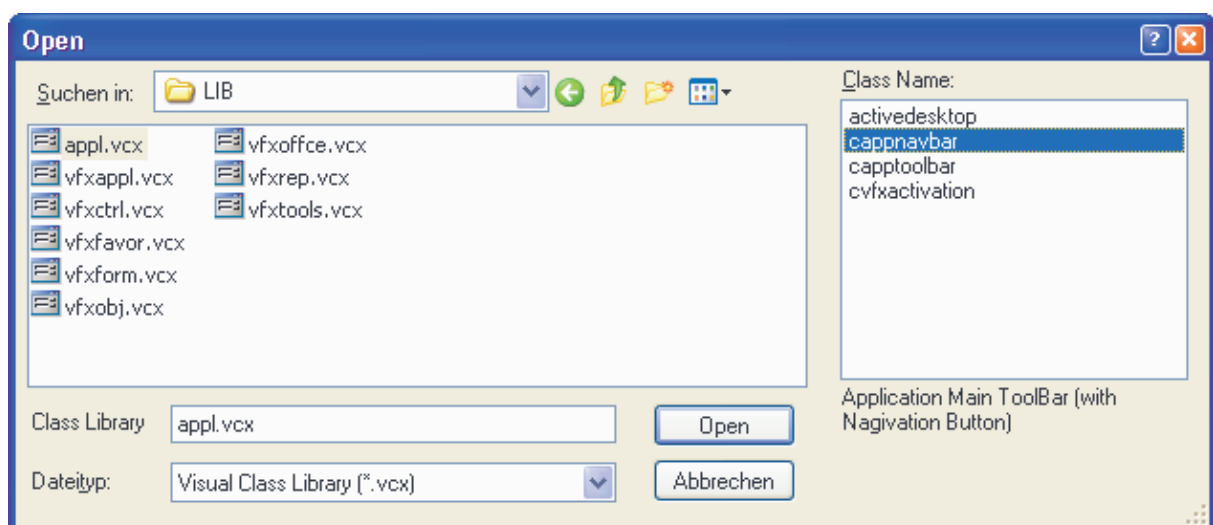 Open
Suchen in: LIB
appl.vcx
vfxappl.vcx
vfxctrl.vcx
vfxfavor.vcx
vfxform.vcx
vfxobj.vcx
vfxoffce.vcx
vfxrep.vcx
vfxtools.vcx
Class Library appl.vcx
Open
Dateityp: Visual Class Library (*.vcx)
Abbrechen
Class Name:
activedesktop
cappnavbar
capptoolbar
cvfxactivation
Application Main ToolBar (with
Nagivation Button)